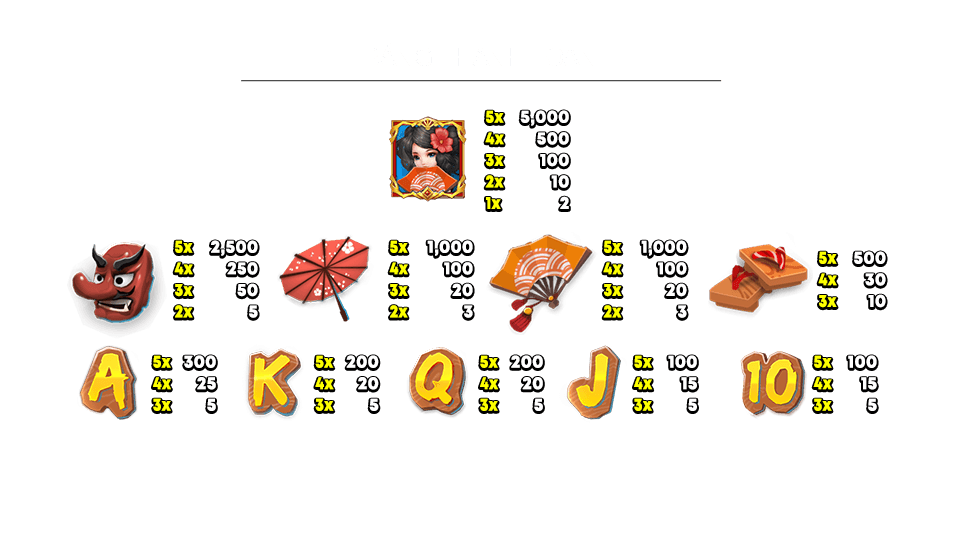 5x 5,000
4x 500
3x 100
2x 10
1x 2
5x 2,500
4x 250
3x 50
2x 5
5x 1,000
4x 100
3x 20
2x 3
5x 1,000
4x 100
3x 20
2x 3
5x 500
4x 30
3x 10
A
5x 300
4x 25
3x 5
K
5x 200
4x 20
3x 5
Q
5x 200
4x 20
3x 5
J
5x 100
4x 15
3x 5
10
5x 100
4x 15
3x 5